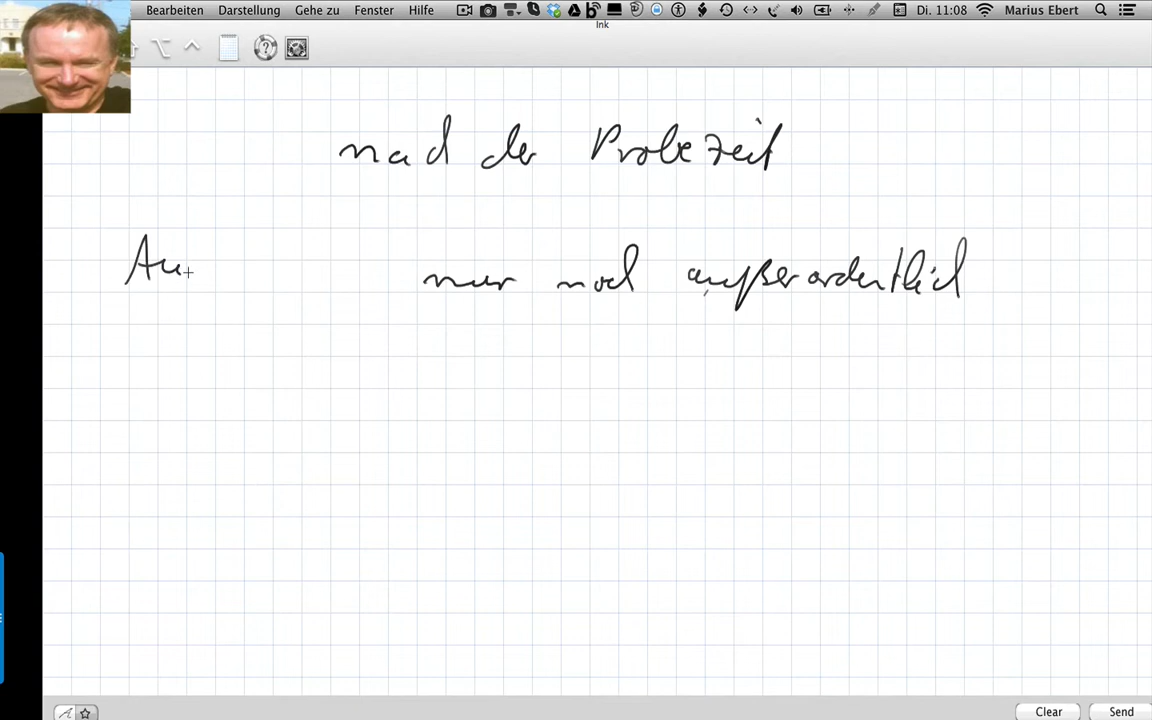 Bearbeiten Darstellung Gehe zu Fenster Hilfe Di. 11:08 Marius Ebert
Ink
nach der Probezeit
Au
nur noch außerordentlich
Clear Send